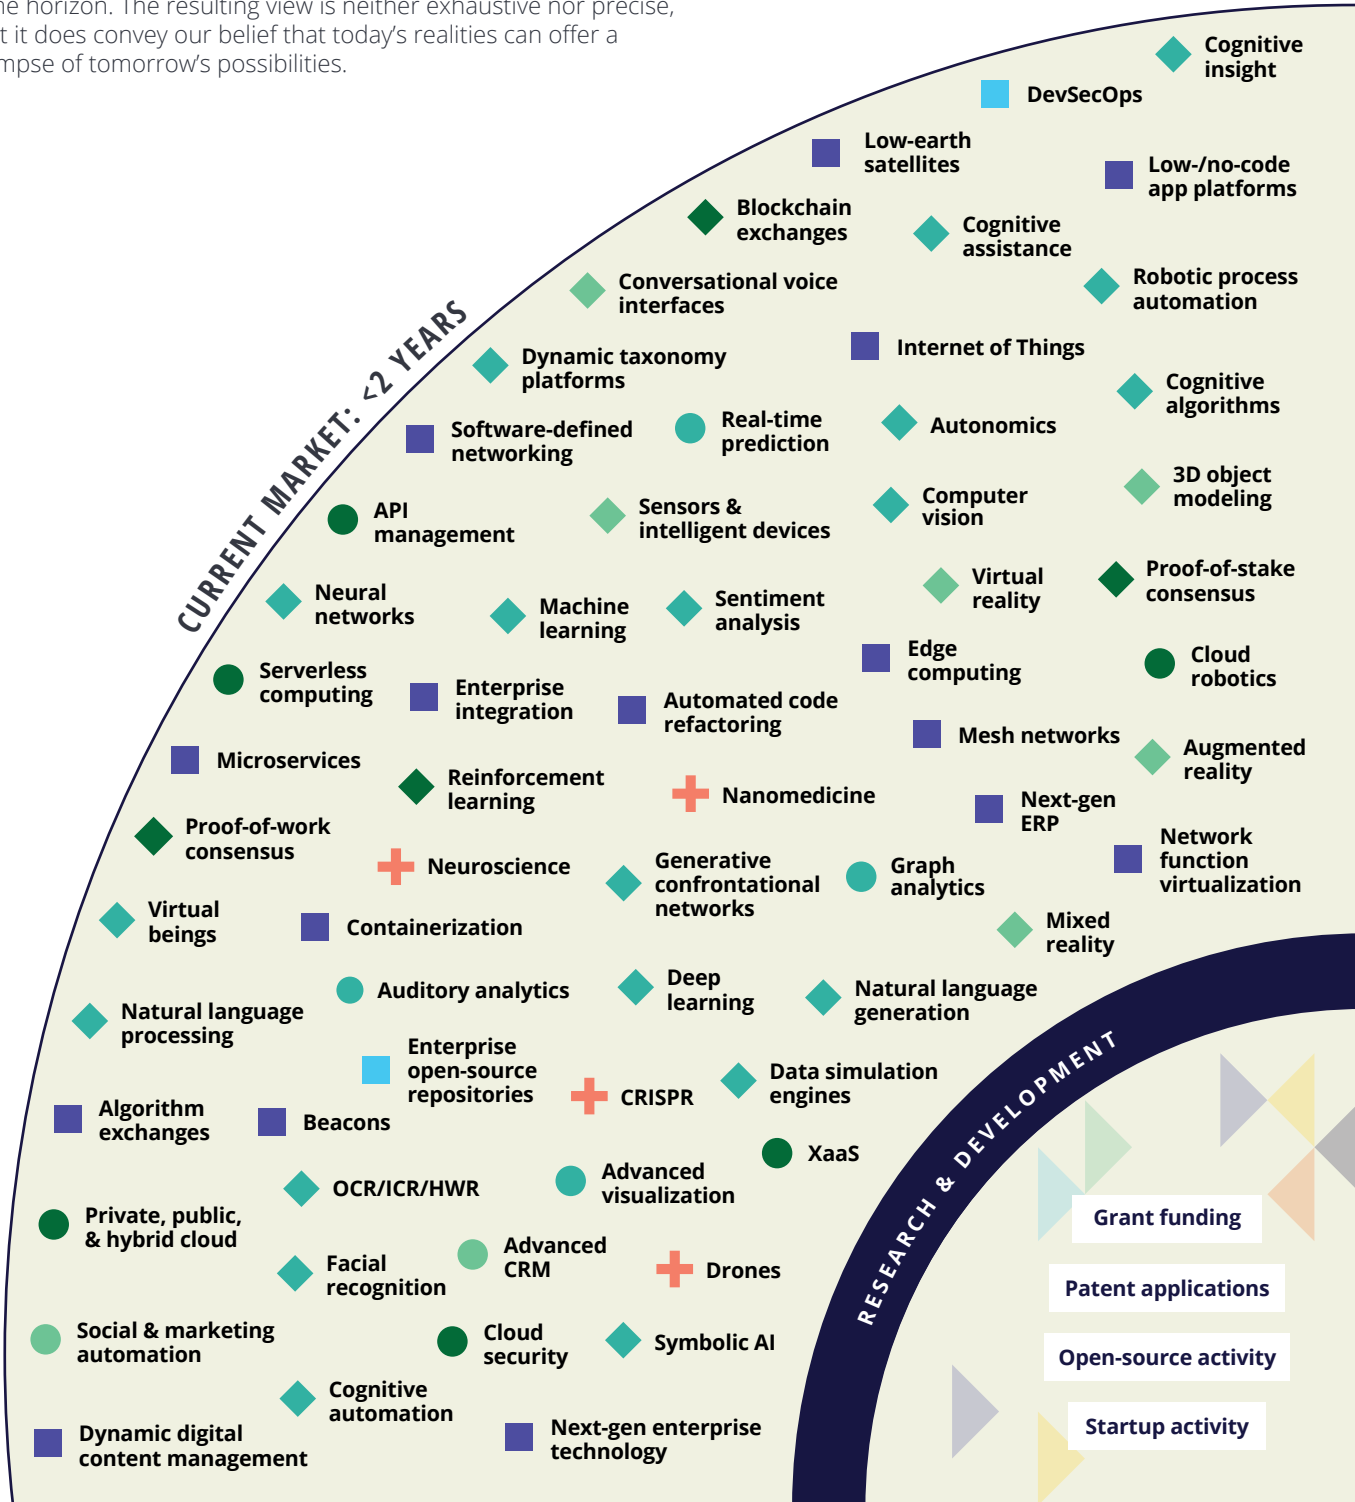 horizon. The resulting view is neither exhaustive nor precise,
it does convey our belief that today's realities can offer a
of tomorrow's possibilities.
Cognitive
insight
DevSecOps
Low-earth
satellites
Low-/no-code
app platforms
Blockchain
exchanges
Cognitive
assistance
Conversational voice
interfaces
Robotic process
automation
CURRENT MARKET: <2 YEARS
Internet of Things
Dynamic taxonomy
platforms
Cognitive
algorithms
Software-defined
networking
Real-time
prediction
Autonomics
3D object
modeling
API
management
Sensors &
intelligent devices
Computer
vision
Virtual
reality
Proof-of-stake
consensus
Neural
networks
Machine
learning
Sentiment
analysis
Edge
computing
Cloud
robotics
Serverless
computing
Enterprise
integration
Automated code
refactoring
Mesh networks
Augmented
reality
Microservices
Reinforcement
learning
Nanomedicine
Next-gen
ERP
Proof-of-work
consensus
Network
function
virtualization
Neuroscience
Generative
confrontational
networks
Graph
analytics
Virtual
beings
Containerization
Mixed
reality
Auditory analytics
Deep
learning
Natural language
generation
Natural language
processing
Enterprise
open-source
repositories
CRISPR
Data simulation
engines
Algorithm
exchanges
Beacons
XaaS
OCR/ICR/HWR
Advanced
visualization
RESEARCH & DEVELOPMENT
Grant funding
Private, public,
& hybrid cloud
Facial
recognition
Advanced
CRM
Drones
Patent applications
Social & marketing
automation
Cloud
security
Symbolic AI
Open-source activity
Cognitive
automation
Startup activity
Dynamic digital
content management
Next-gen enterprise
technology